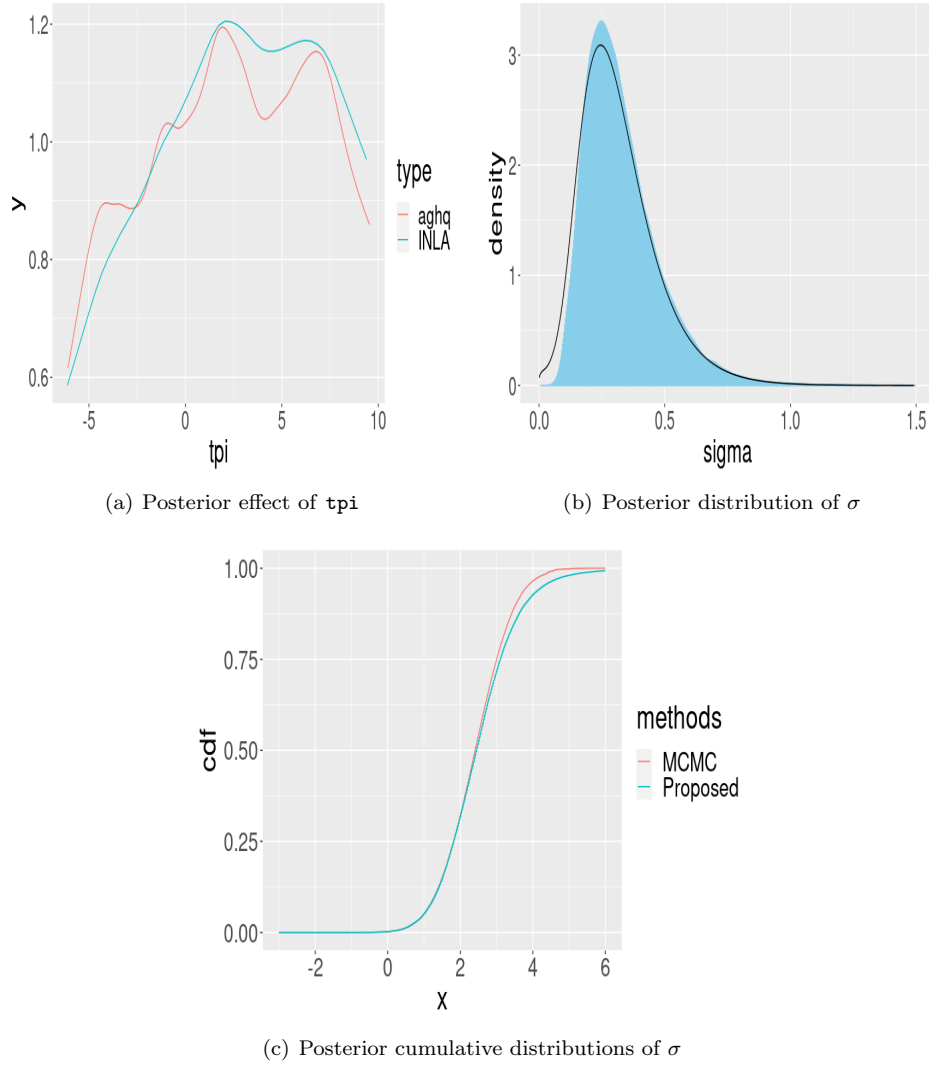 y
1.2
1.0
0.8
0.6
-5
0
5
10
tpi
type
aghq
INLA
(a) Posterior effect of tpi
density
3
2
1
0
0.0
0.5
1.0
1.5
sigma
(b) Posterior distribution of σ
cdf
1.00
0.75
0.50
0.25
0.00
-2
0
2
4
6
X
methods
MCMC
Proposed
(c) Posterior cumulative distributions of σ